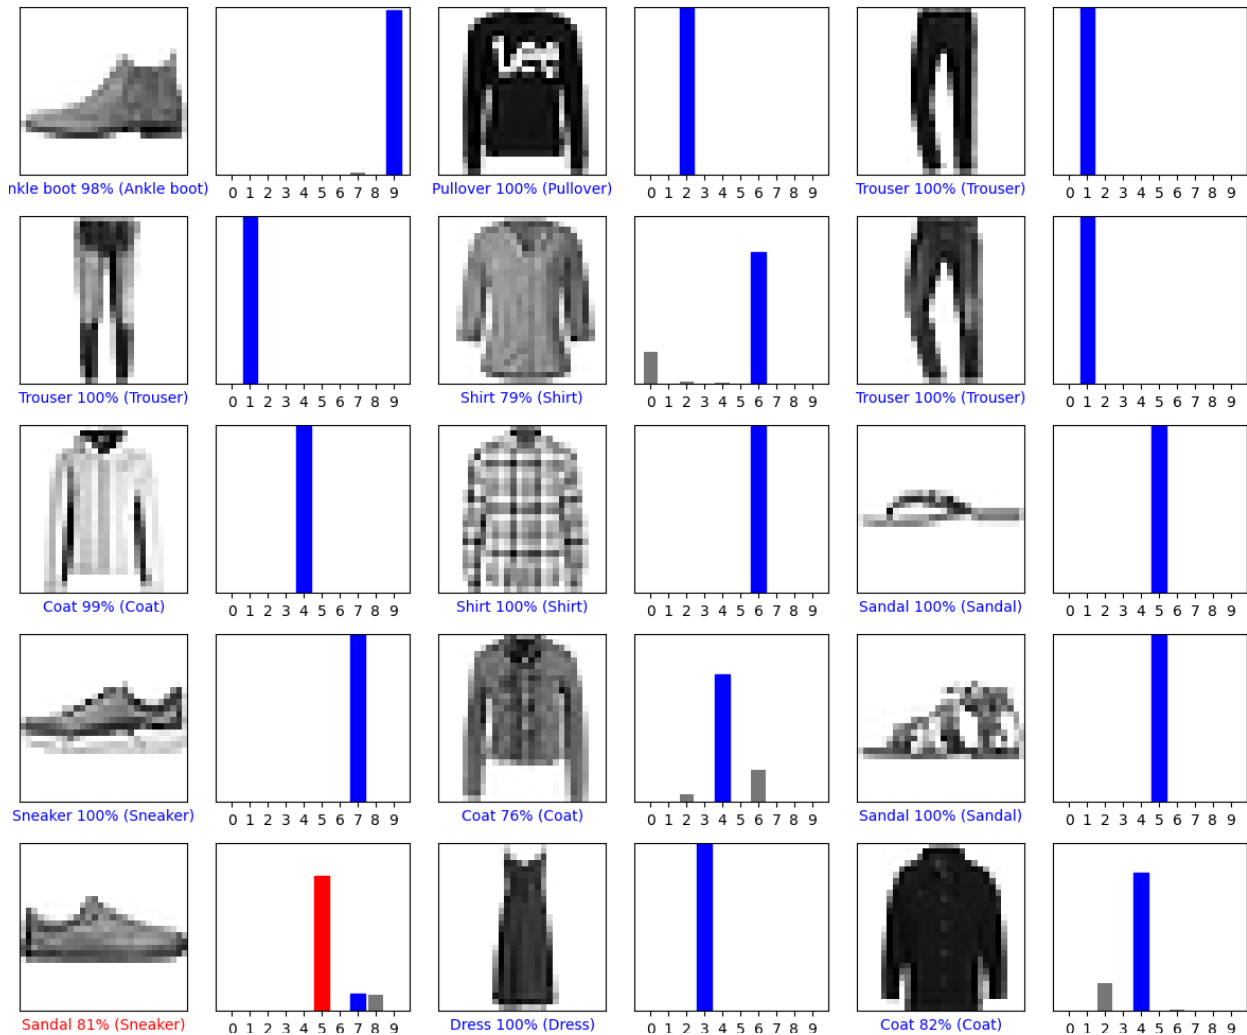 Lee
nkle boot 98% (Ankle boot)
0 1 2 3 4 5 6 7 8 9
Pullover 100% (Pullover)
0 1 2 3 4 5 6 7 8 9
Trouser 100% (Trouser)
0 1 2 3 4 5 6 7 8 9
Trouser 100% (Trouser)
0 1 2 3 4 5 6 7 8 9
Shirt 79% (Shirt)
0 1 2 3 4 5 6 7 8 9
Trouser 100% (Trouser)
0 1 2 3 4 5 6 7 8 9
Coat 99% (Coat)
0 1 2 3 4 5 6 7 8 9
Shirt 100% (Shirt)
0 1 2 3 4 5 6 7 8 9
Sandal 100% (Sandal)
0 1 2 3 4 5 6 7 8 9
Sneaker 100% (Sneaker)
0 1 2 3 4 5 6 7 8 9
Coat 76% (Coat)
0 1 2 3 4 5 6 7 8 9
Sandal 100% (Sandal)
0 1 2 3 4 5 6 7 8 9
Sandal 81% (Sneaker)
0 1 2 3 4 5 6 7 8 9
Dress 100% (Dress)
0 1 2 3 4 5 6 7 8 9
Coat 82% (Coat)
0 1 2 3 4 5 6 7 8 9